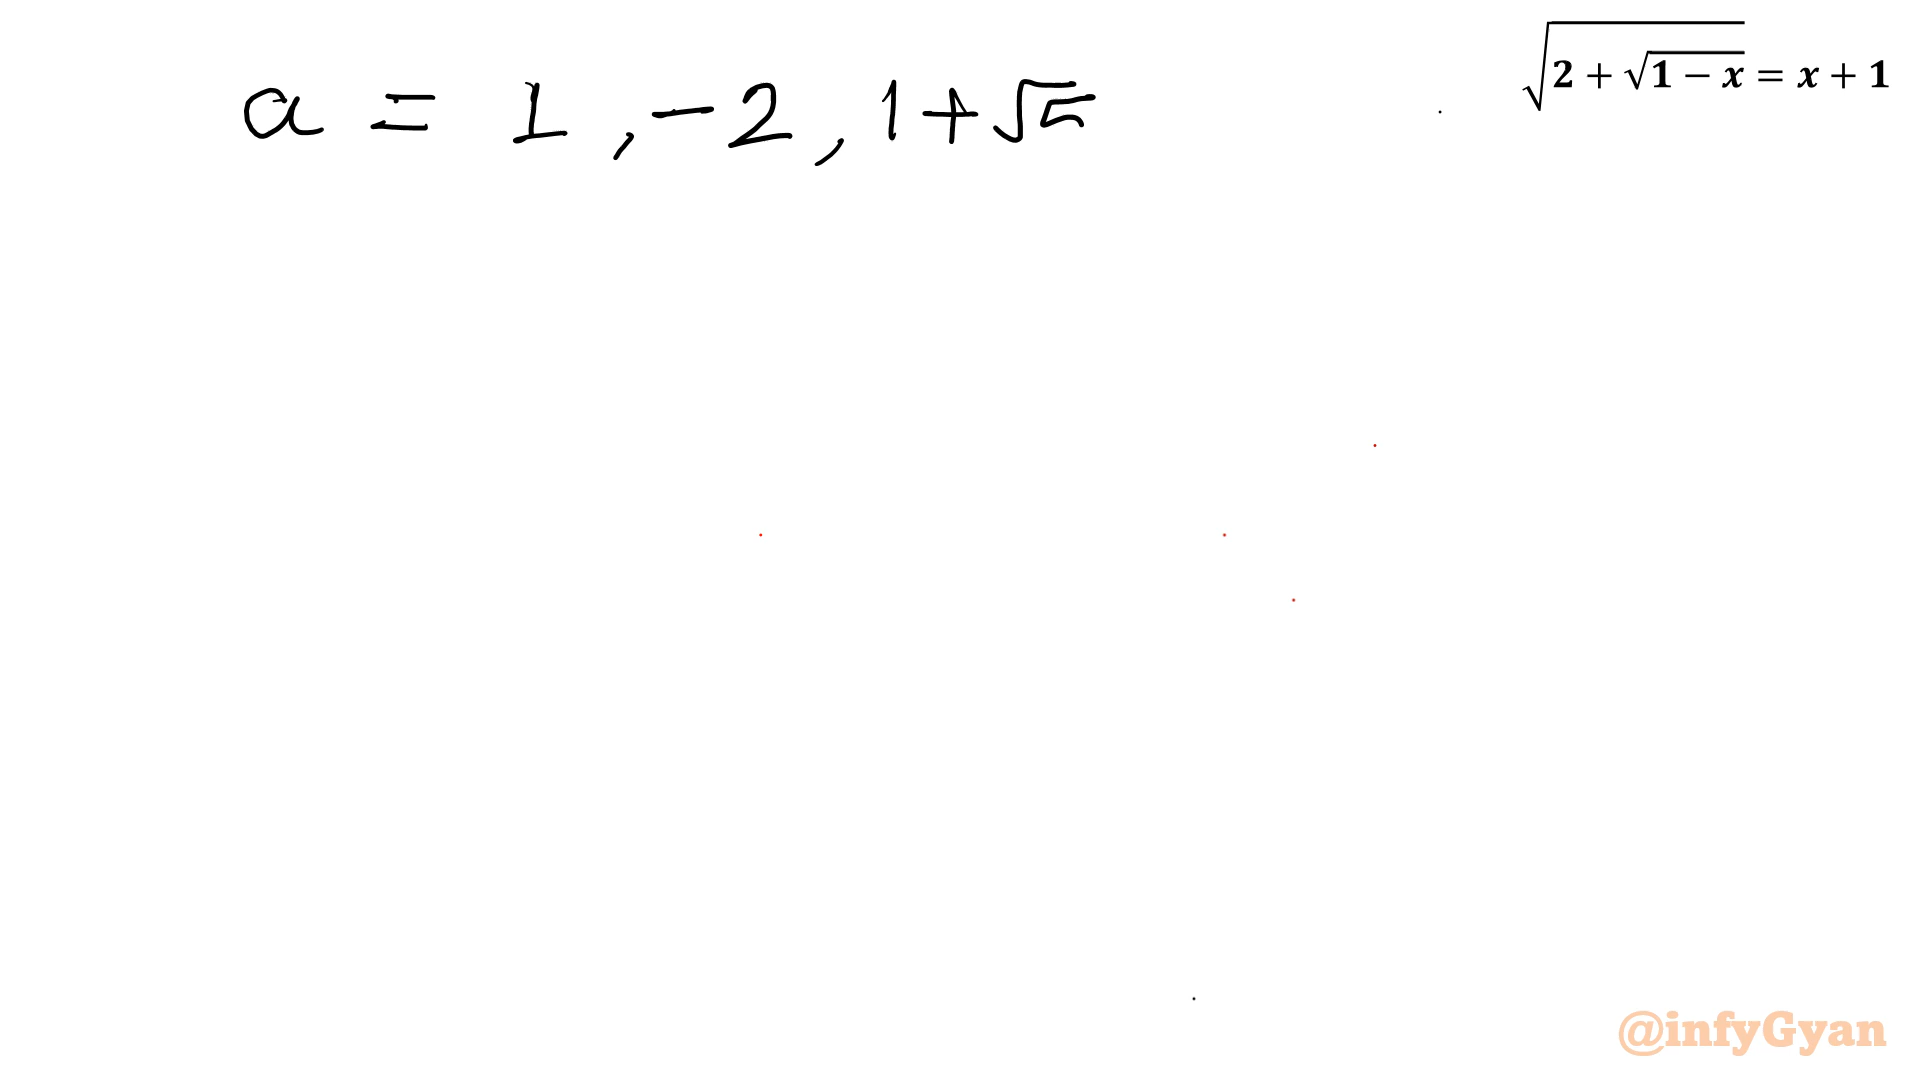 a = 1 , -2 , 1+√5
√(2 + √(1 − x)) = x + 1
@infyGyan